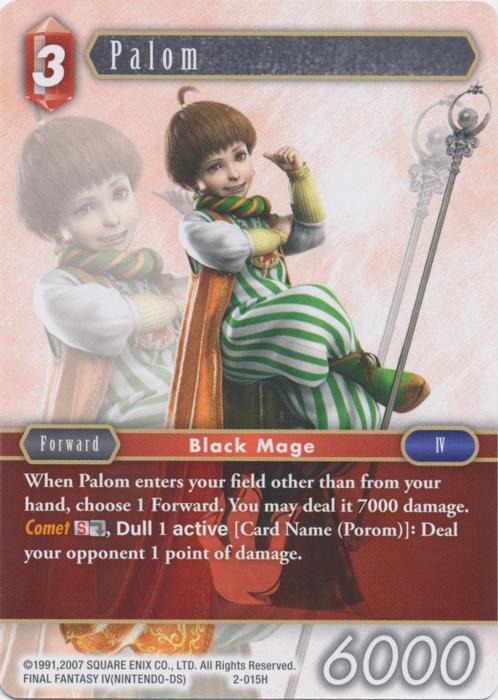 3
Palom
Forward
Black Mage
IV
When Palom enters your field other than from your
hand, choose 1 Forward. You may deal it 7000 damage.
Comet S, Dull 1 active [Card Name (Porom)]: Deal
your opponent 1 point of damage.
©1991,2007 SQUARE ENIX CO., LTD. All Rights Reserved.
FINAL FANTASY IV(NINTENDO-DS) 2-015H
6000